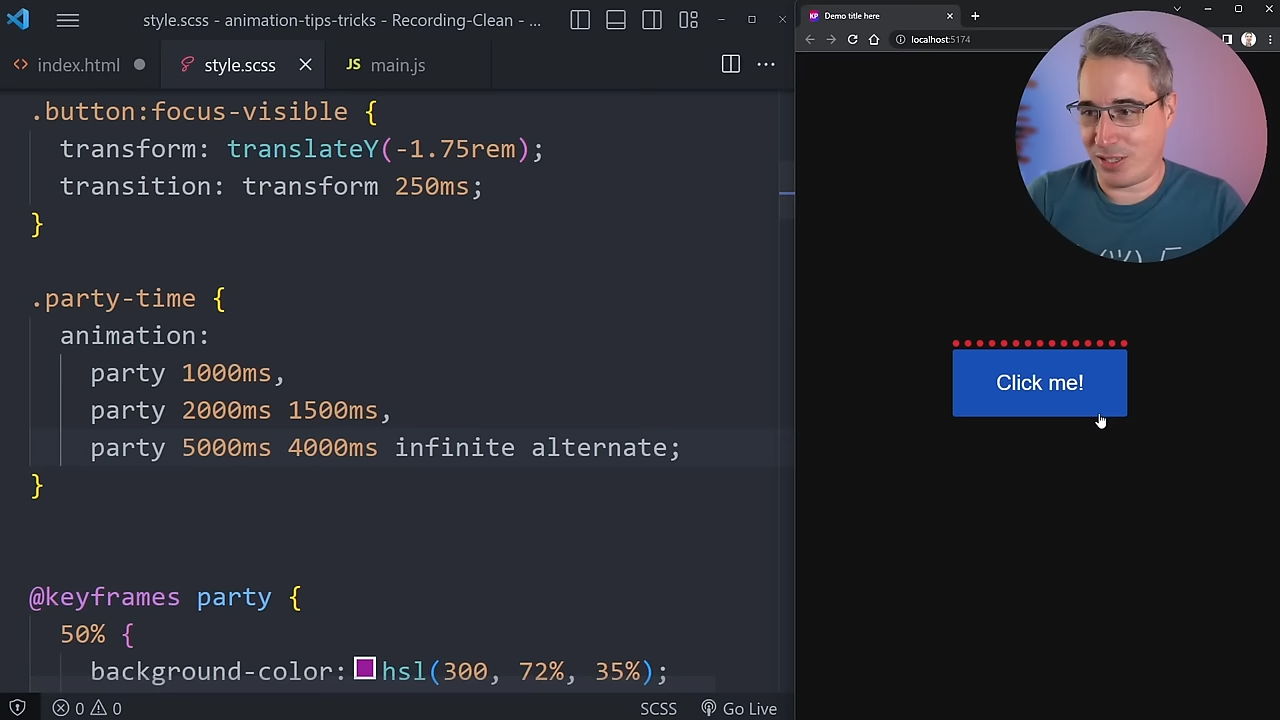 style.scss - animation-tips-tricks - Recording-Clean - ...
index.html
style.scss
JS main.js
.button:focus-visible {
transform: translateY(-1.75rem);
transition: transform 250ms;
}
.party-time {
animation:
party 1000ms,
party 2000ms 1500ms,
party 5000ms 4000ms infinite alternate;
}
@keyframes party {
50% {
background-color: hsl(300, 72%, 35%);
0 0
SCSS
Go Live
KP Demo title here
localhost:5174
Click me!